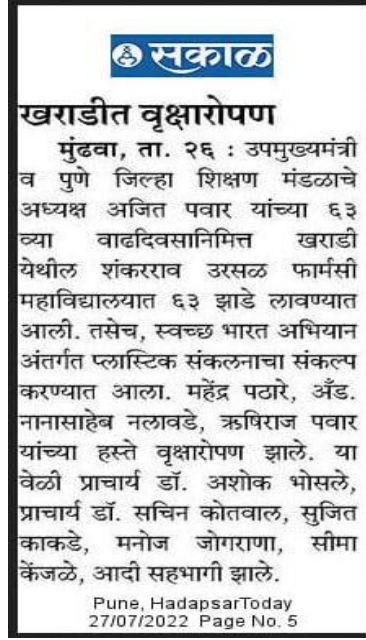 सकाळ
खराडीत वृक्षारोपण
मुंढवा, ता. २६ : उपमुख्यमंत्री
व पुणे जिल्हा शिक्षण मंडळाचे
अध्यक्ष अजित पवार यांच्या ६३
व्या वाढदिवसानिमित्त खराडी
येथील शंकरराव उरसळ फार्मसी
महाविद्यालयात ६३ झाडे लावण्यात
आली. तसेच, स्वच्छ भारत अभियान
अंतर्गत प्लास्टिक संकलनाचा संकल्प
करण्यात आला. महेंद्र पठारे, ॲड.
नानासाहेब नलावडे, ऋषिराज पवार
यांच्या हस्ते वृक्षारोपण झाले. या
वेळी प्राचार्य डॉ. अशोक भोसले,
प्राचार्य डॉ. सचिन कोतवाल, सुजित
काकडे, मनोज जोगराणा, सीमा
केंजळे, आदी सहभागी झाले.
Pune, HadapsarToday
27/07/2022 Page No. 5